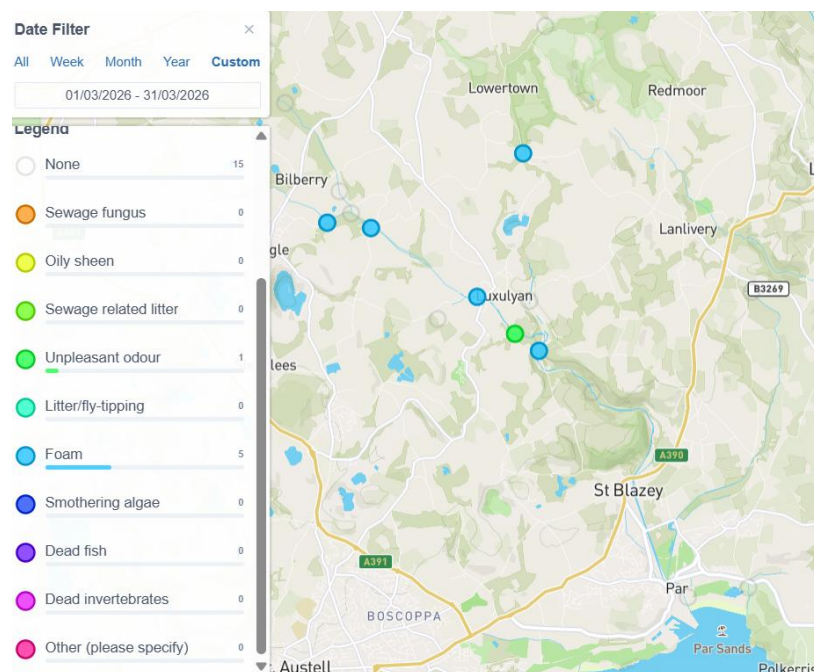 Date Filter ×
All Week Month Year Custom
01/03/2026 - 31/03/2026
Legend
None 15
Sewage fungus 0
Oily sheen 0
Sewage related litter 0
Unpleasant odour 1
Litter/fly-tipping 0
Foam 5
Smothering algae 0
Dead fish 0
Dead invertebrates 0
Other (please specify) 0
Lowertown
Redmoor
Bilberry
Lanlivery
gle
B3269
uxulyan
lees
A390
St Blazey
A391
Par
BOSCOPPA
Par Sands
. Austell
Polkerris